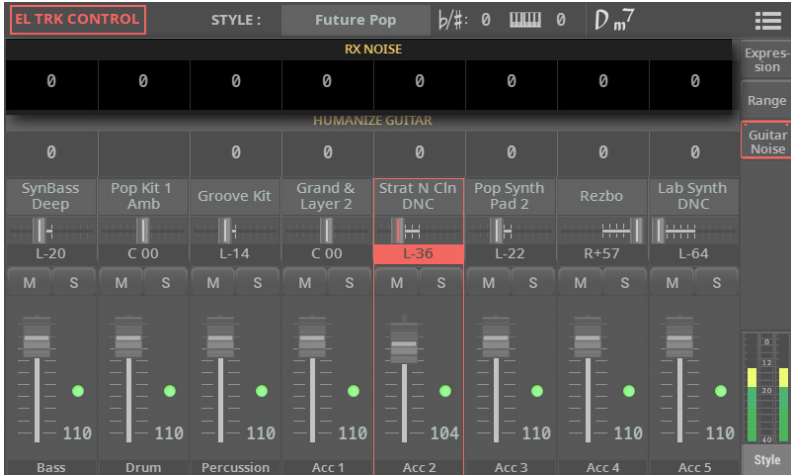 EL TRK CONTROL STYLE : Future Pop b/#: 0 0 Dm7
RX NOISE
Expres-
sion
0 0 0 0 0 0 0 0
Range
HUMANIZE GUITAR
Guitar
Noise
0 0 0 0 0 0 0
SynBass Pop Kit 1 Groove Kit Grand & Strat N Cln Pop Synth Rezbo Lab Synth
Deep Amb Layer 2 DNC Pad 2 DNC
L-20 C 00 L-14 C 00 L-36 L-22 R+57 L-64
M S M S M S M S M S M S M S M S
0
12
20
110 110 110 110 104 110 110 110
40
Bass Drum Percussion Acc 1 Acc 2 Acc 3 Acc 4 Acc 5 Style